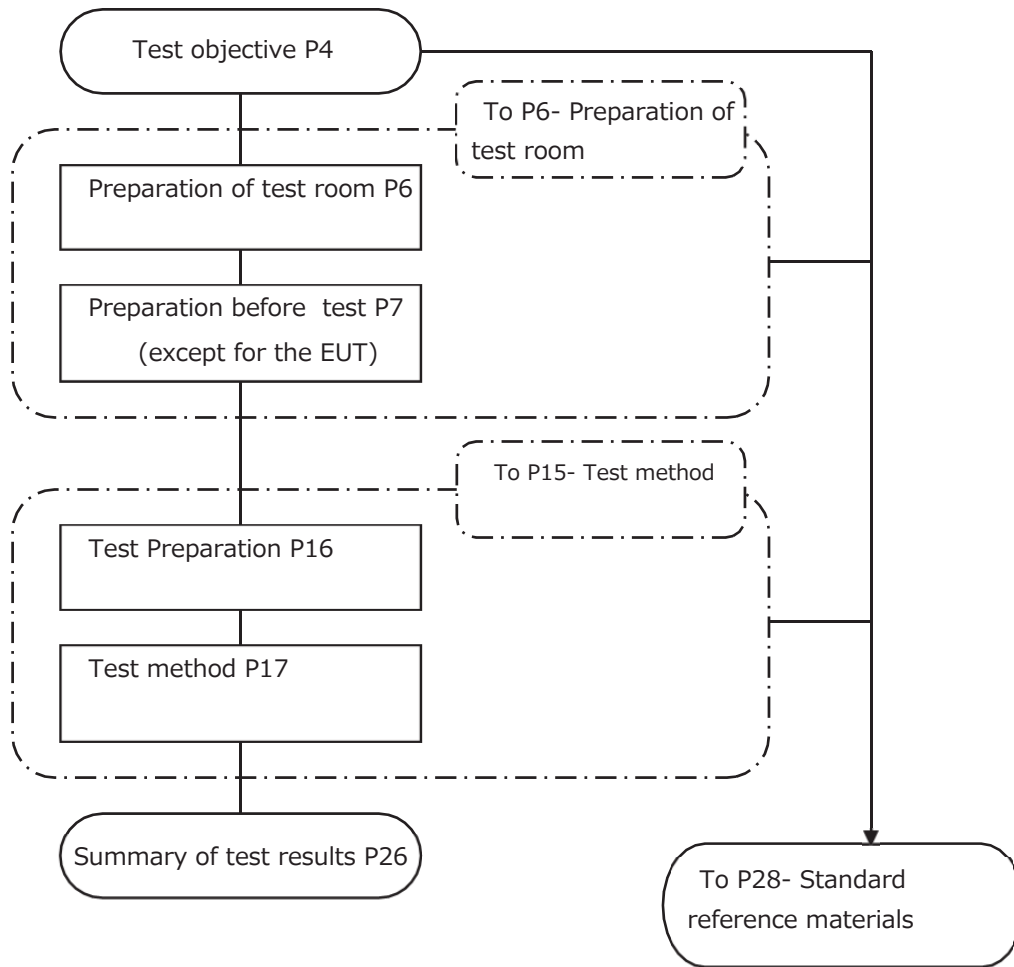 Test objective P4
To P6- Preparation of
test room
Preparation of test room P6
Preparation before test P7
(except for the EUT)
To P15- Test method
Test Preparation P16
Test method P17
Summary of test results P26
To P28- Standard
reference materials